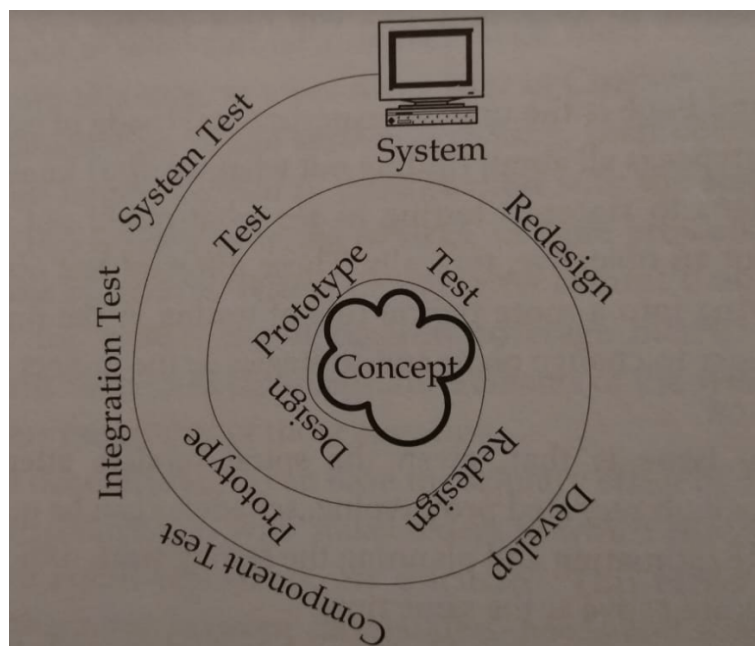 Concept
Design
Prototype
Test
Redesign
Prototype
Test
Redesign
Develop
Component Test
Integration Test
System Test
System